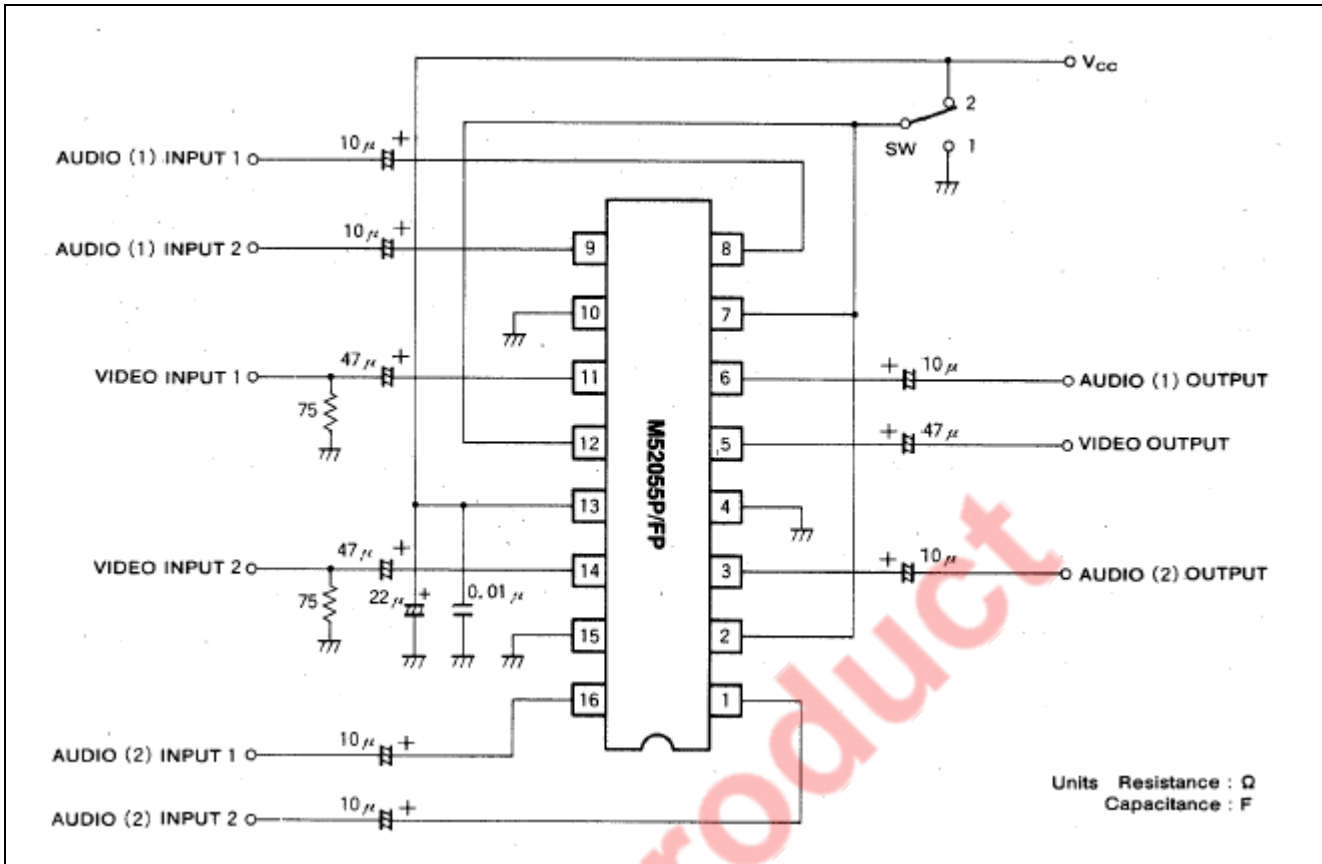 VCC
2
SW
1
10μ +
AUDIO (1) INPUT 1
10μ +
AUDIO (1) INPUT 2
9
8
10
7
VIDEO INPUT 1
47μ +
11
6
+ 10μ
AUDIO (1) OUTPUT
75
12
5
+ 47μ
VIDEO OUTPUT
M52055P/FP
13
4
VIDEO INPUT 2
47μ +
14
3
+ 10μ
AUDIO (2) OUTPUT
75
22μ +
0.01μ
15
2
16
1
AUDIO (2) INPUT 1
10μ +
AUDIO (2) INPUT 2
10μ +
Units Resistance : Ω
Capacitance : F
roduct